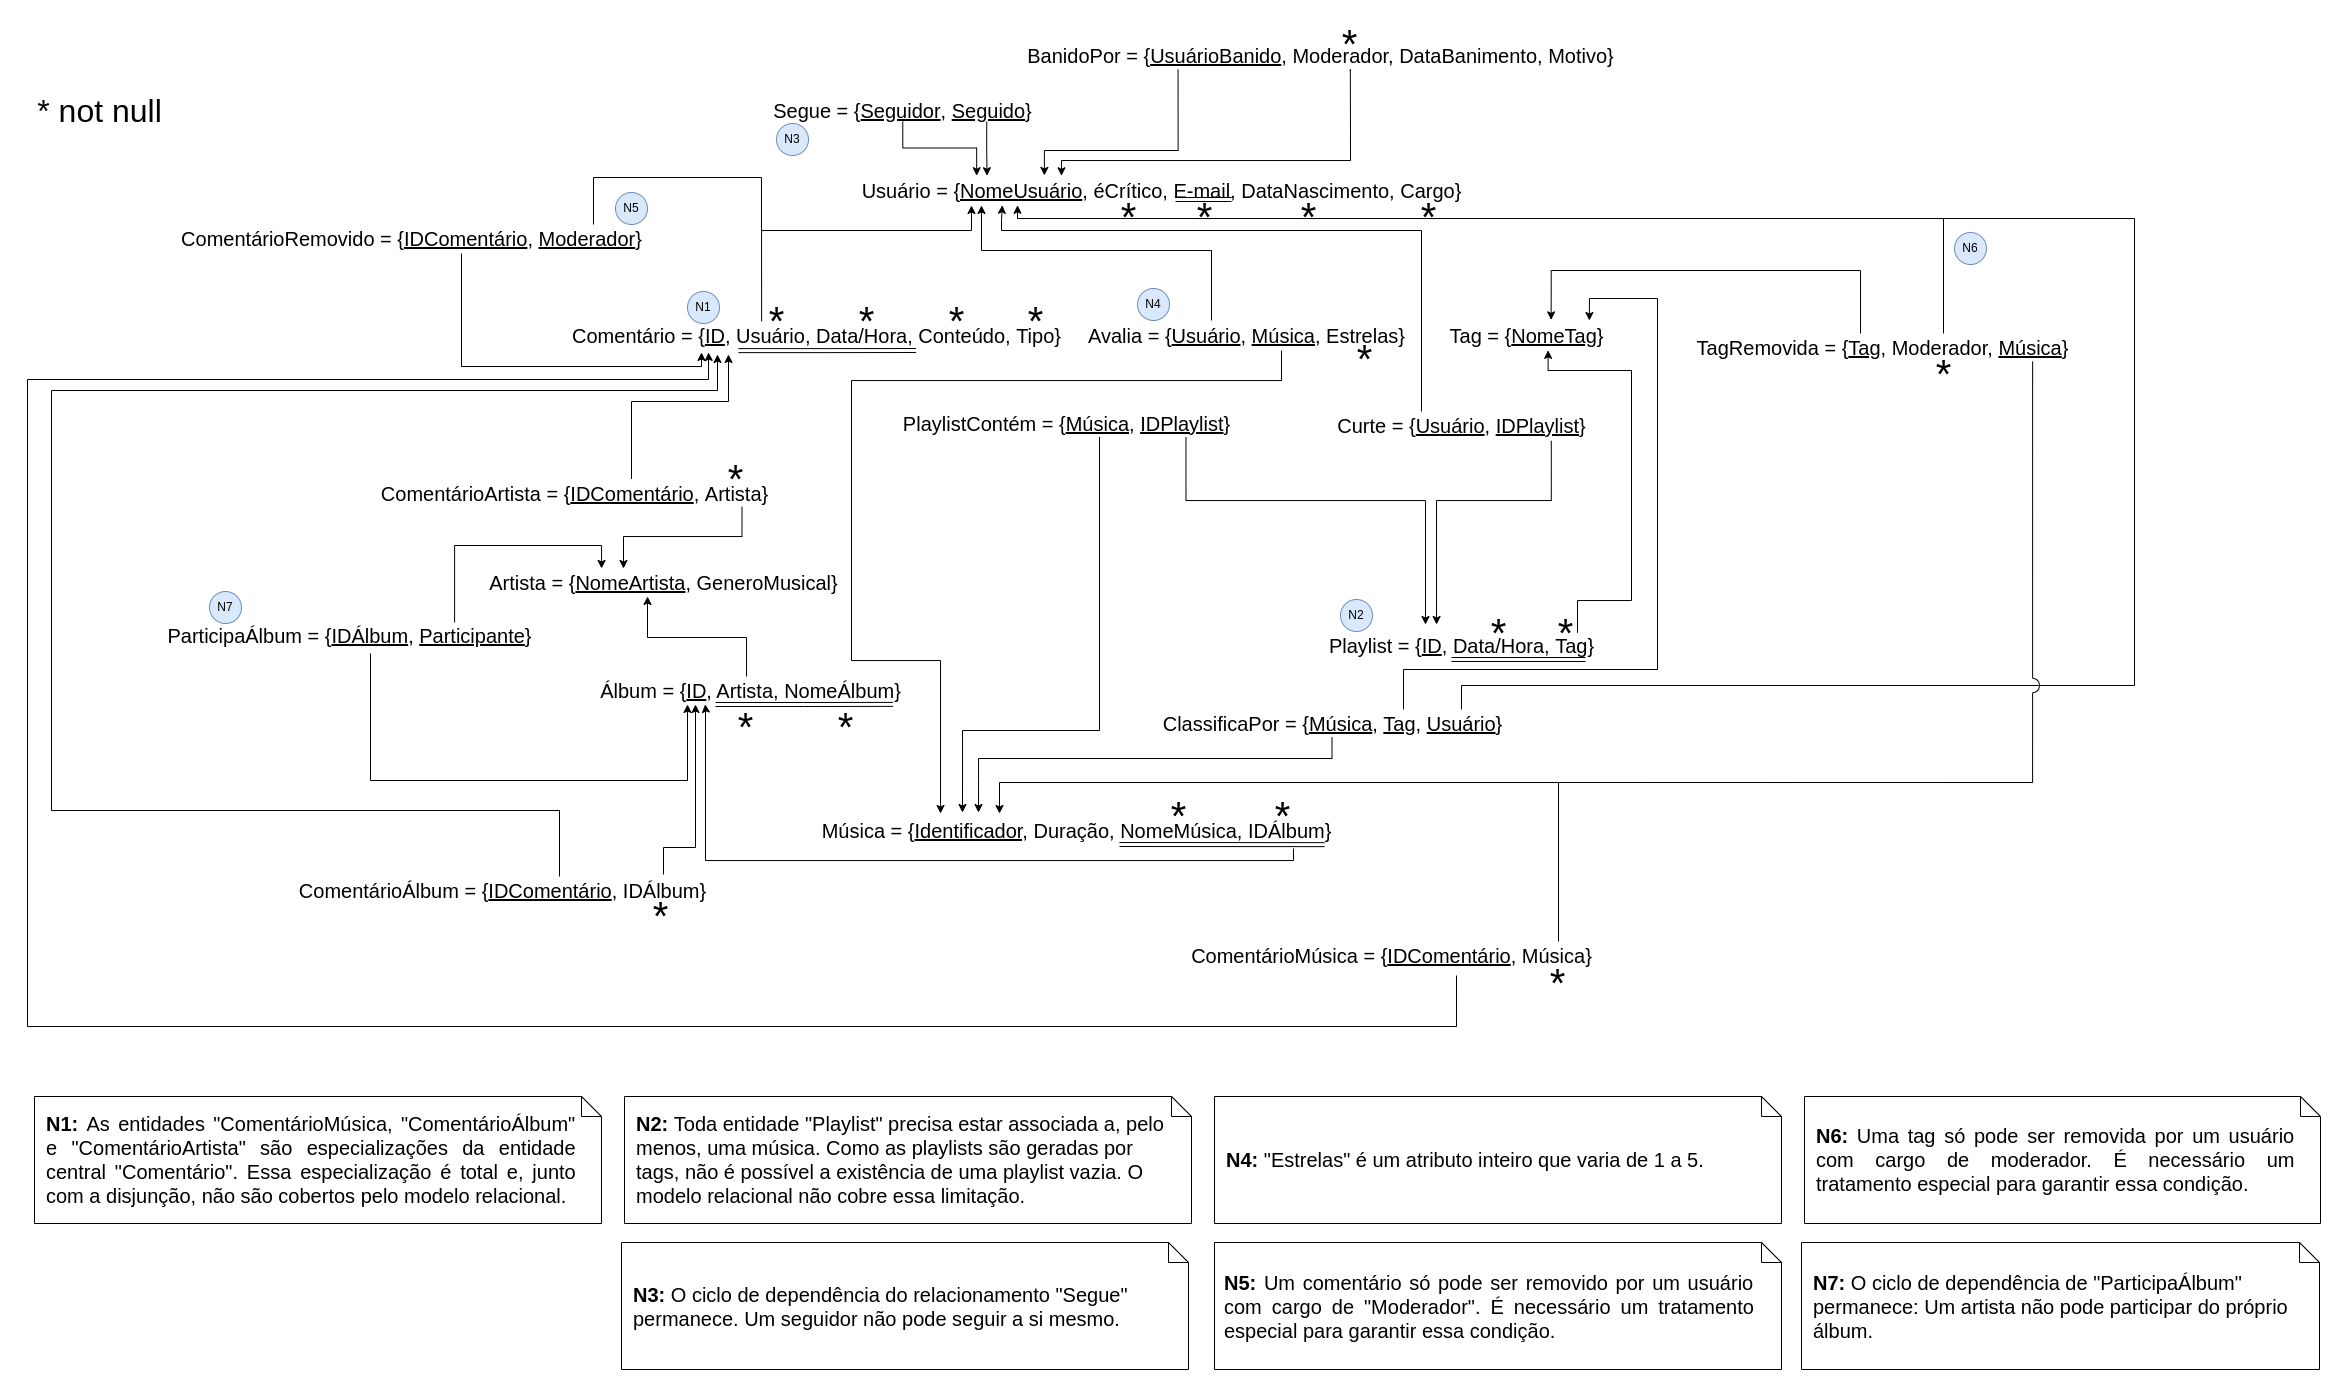 *
BanidoPor = {UsuárioBanido, Moderador, DataBanimento, Motivo}
* not null
Segue = {Seguidor, Seguido}
N3
Usuário = {NomeUsuário, éCrítico, E-mail, DataNascimento, Cargo}
* * * *
N5
ComentárioRemovido = {IDComentário, Moderador}
N6
N1
* * * *
N4
Comentário = {ID, Usuário, Data/Hora, Conteúdo, Tipo}
Avalia = {Usuário, Música, Estrelas}
*
Tag = {NomeTag}
TagRemovida = {Tag, Moderador, Música}
*
PlaylistContém = {Música, IDPlaylist}
Curte = {Usuário, IDPlaylist}
*
ComentárioArtista = {IDComentário, Artista}
Artista = {NomeArtista, GeneroMusical}
N7
ParticipaÁlbum = {IDÁlbum, Participante}
N2
* *
Playlist = {ID, Data/Hora, Tag}
Álbum = {ID, Artista, NomeÁlbum}
* *
ClassificaPor = {Música, Tag, Usuário}
* *
Música = {Identificador, Duração, NomeMúsica, IDÁlbum}
ComentárioÁlbum = {IDComentário, IDÁlbum}
*
ComentárioMúsica = {IDComentário, Música}
*
N1: As entidades "ComentárioMúsica, "ComentárioÁlbum"
e "ComentárioArtista" são especializações da entidade
central "Comentário". Essa especialização é total e, junto
com a disjunção, não são cobertos pelo modelo relacional.
N2: Toda entidade "Playlist" precisa estar associada a, pelo
menos, uma música. Como as playlists são geradas por
tags, não é possível a existência de uma playlist vazia. O
modelo relacional não cobre essa limitação.
N4: "Estrelas" é um atributo inteiro que varia de 1 a 5.
N6: Uma tag só pode ser removida por um usuário
com cargo de moderador. É necessário um
tratamento especial para garantir essa condição.
N3: O ciclo de dependência do relacionamento "Segue"
permanece. Um seguidor não pode seguir a si mesmo.
N5: Um comentário só pode ser removido por um usuário
com cargo de "Moderador". É necessário um tratamento
especial para garantir essa condição.
N7: O ciclo de dependência de "ParticipaÁlbum"
permanece: Um artista não pode participar do próprio
álbum.